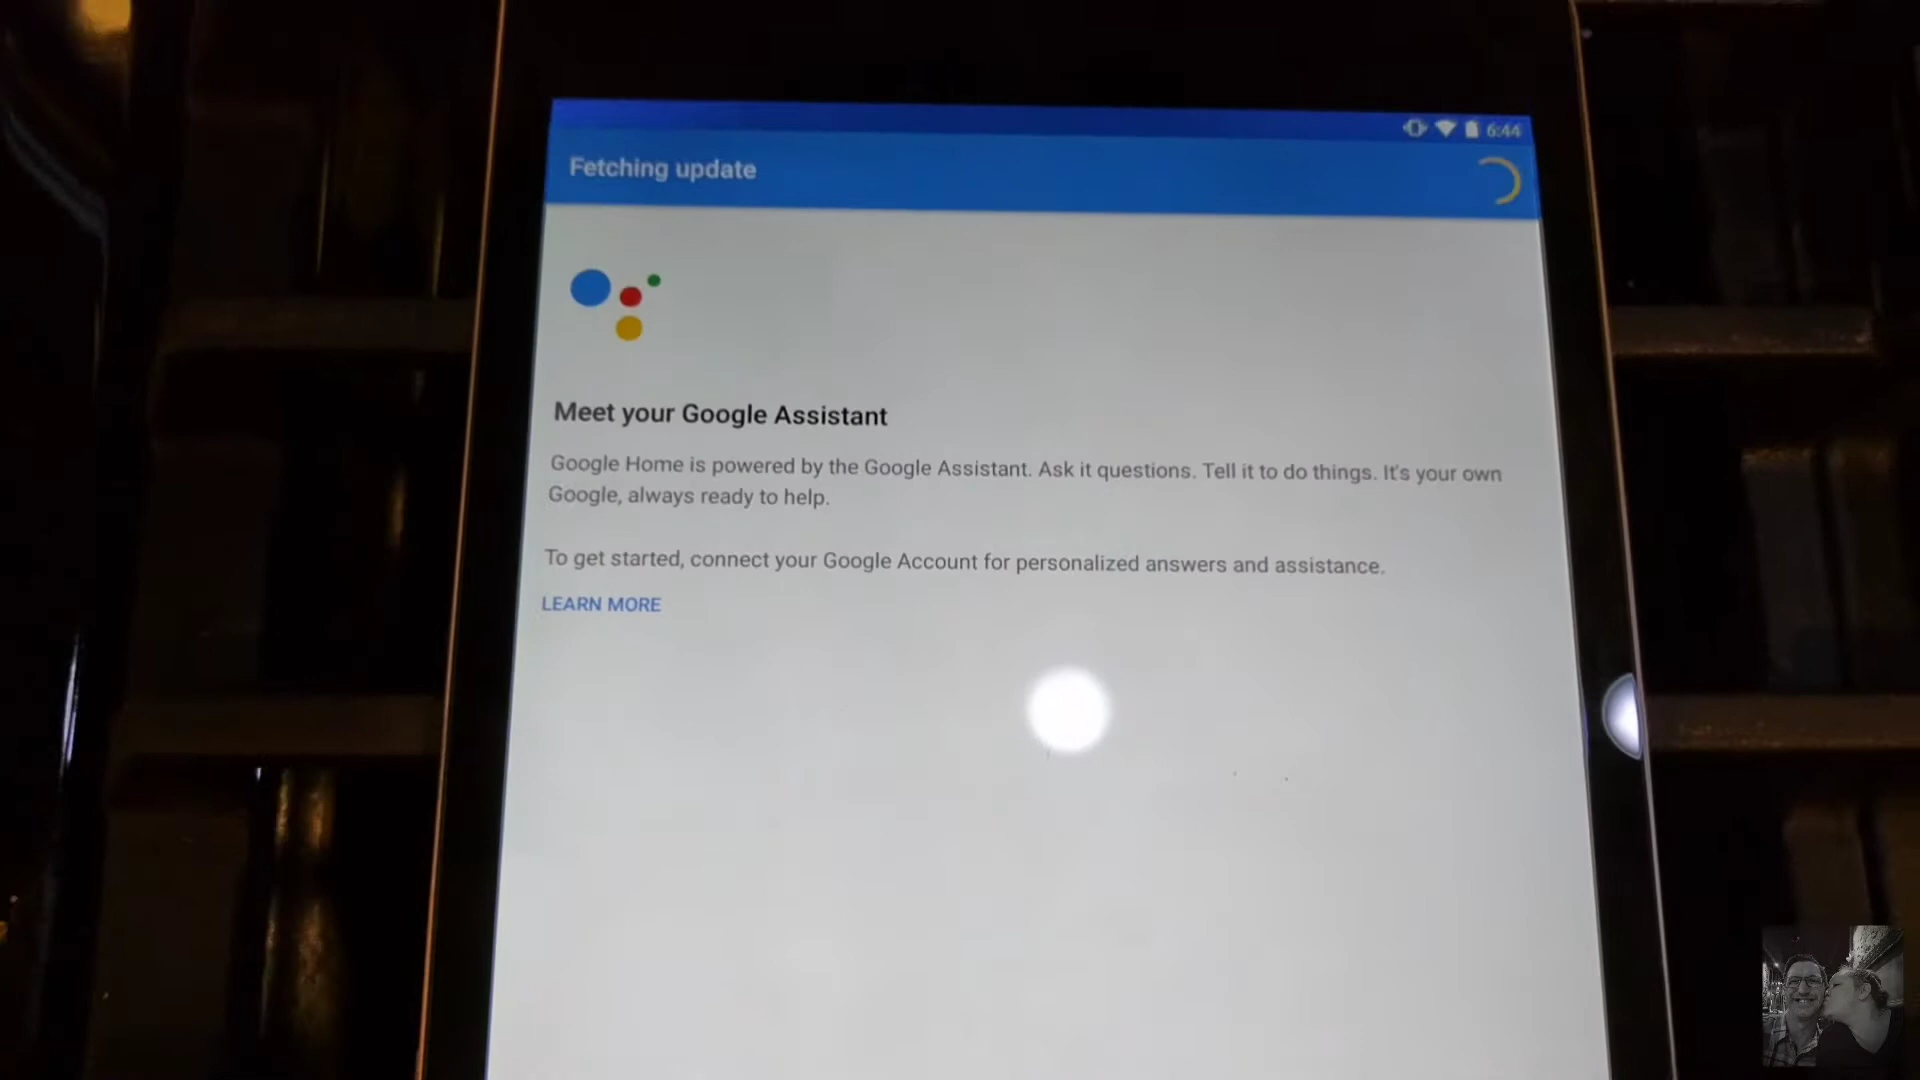 6:44
Fetching update
Meet your Google Assistant
Google Home is powered by the Google Assistant. Ask it questions. Tell it to do things. It's your own
Google, always ready to help.
To get started, connect your Google Account for personalized answers and assistance.
LEARN MORE